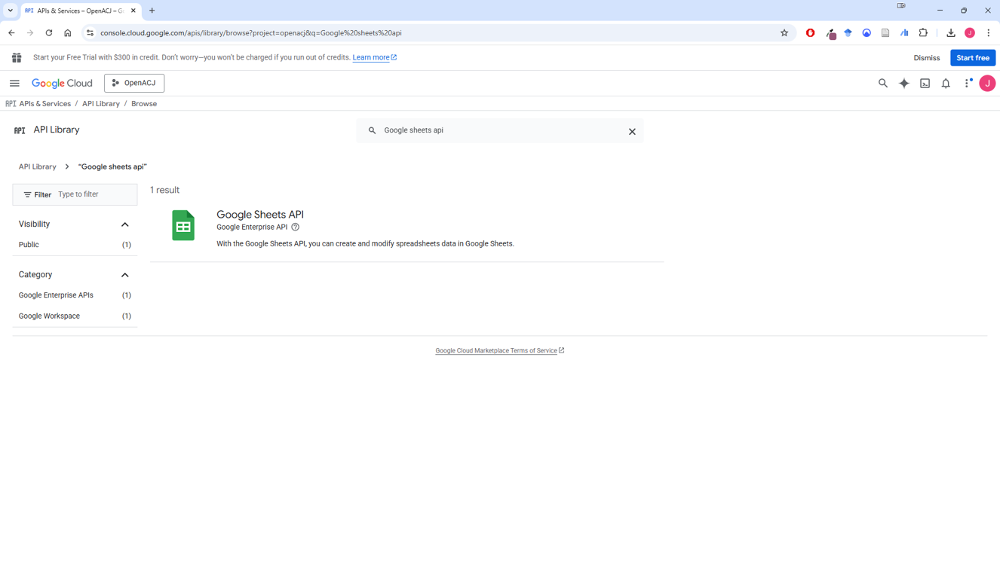 API APIs & Services – OpenACJ – Go
console.cloud.google.com/apis/library/browse?project=openacj&q=Google%20sheets%20api
J
Start your Free Trial with $300 in credit. Don't worry—you won't be charged if you run out of credits. Learn more
Dismiss
Start free
Google Cloud
OpenACJ
J
API APIs & Services / API Library / Browse
API API Library
Google sheets api
API Library > “Google sheets api”
Filter Type to filter
1 result
Google Sheets API
Google Enterprise API
With the Google Sheets API, you can create and modify spreadsheets data in Google Sheets.
Visibility
Public (1)
Category
Google Enterprise APIs (1)
Google Workspace (1)
Google Cloud Marketplace Terms of Service